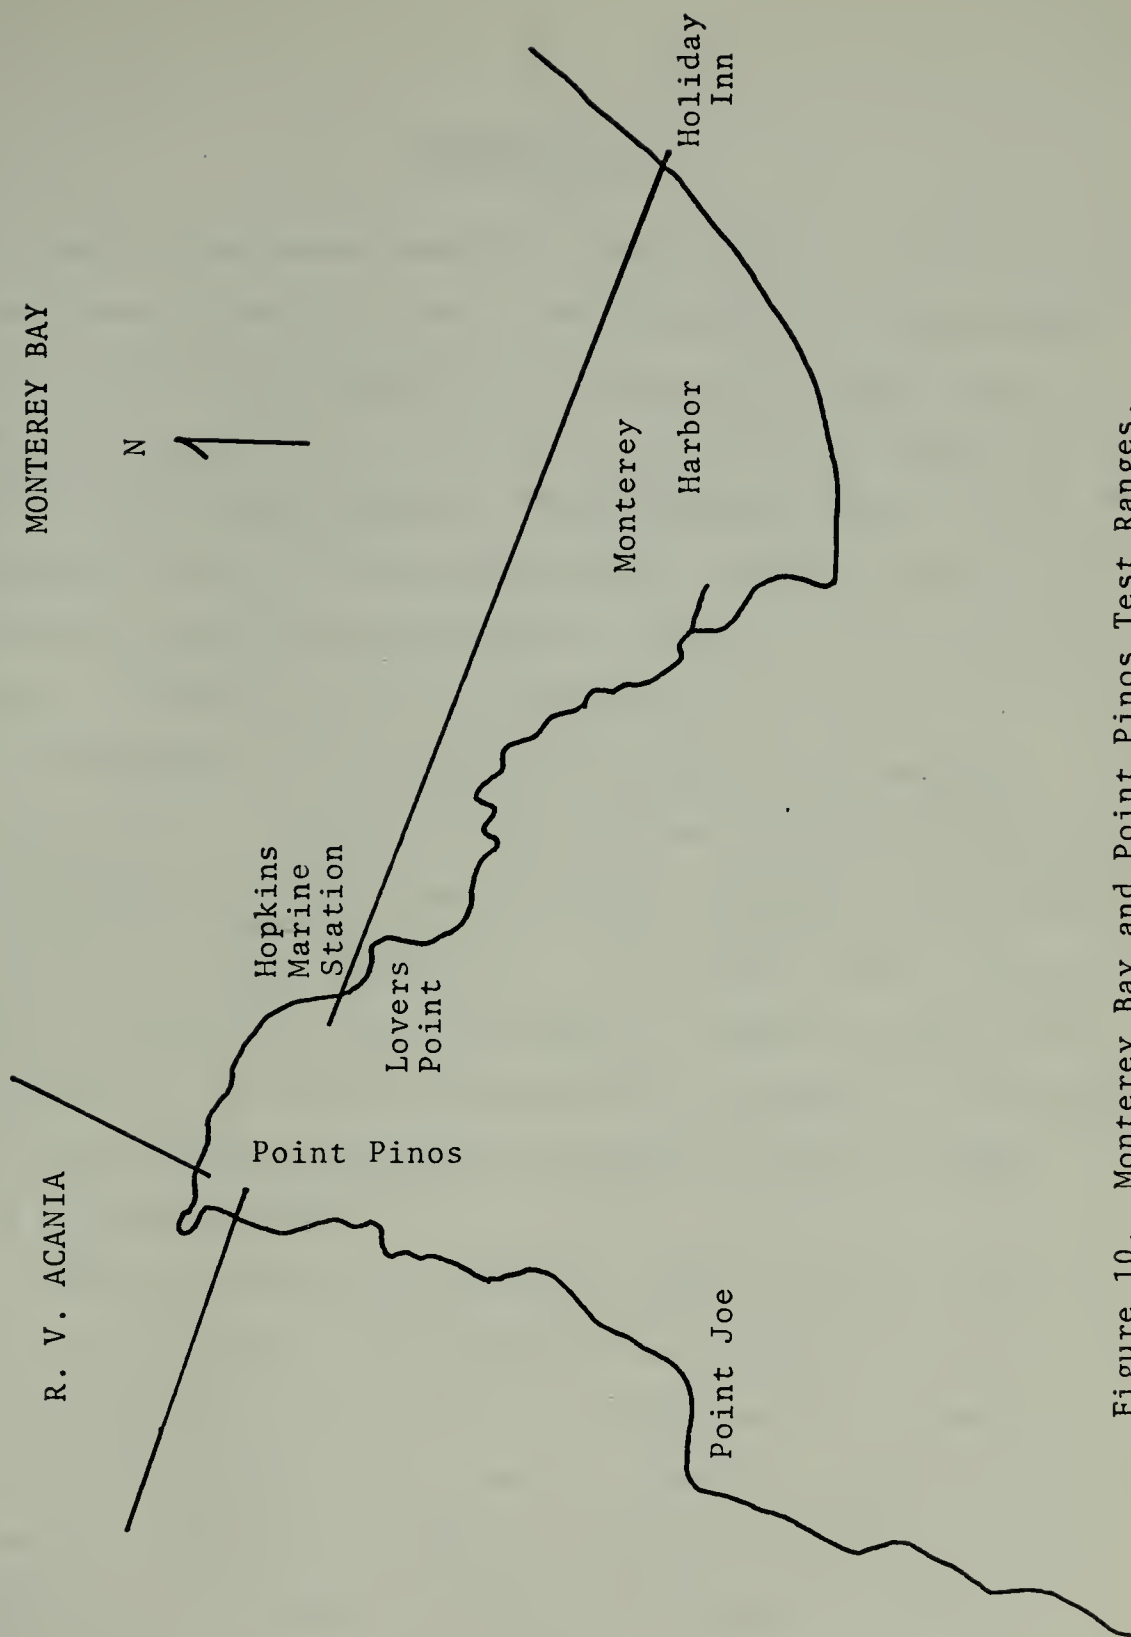 MONTEREY BAY
N
R. V. ACANIA
Holiday
Inn
Monterey
Harbor
Hopkins
Marine
Station
Lovers
Point
Point Pinos
Point Joe
Figure 10. Monterey Bay and Point Pinos Test Ranges.